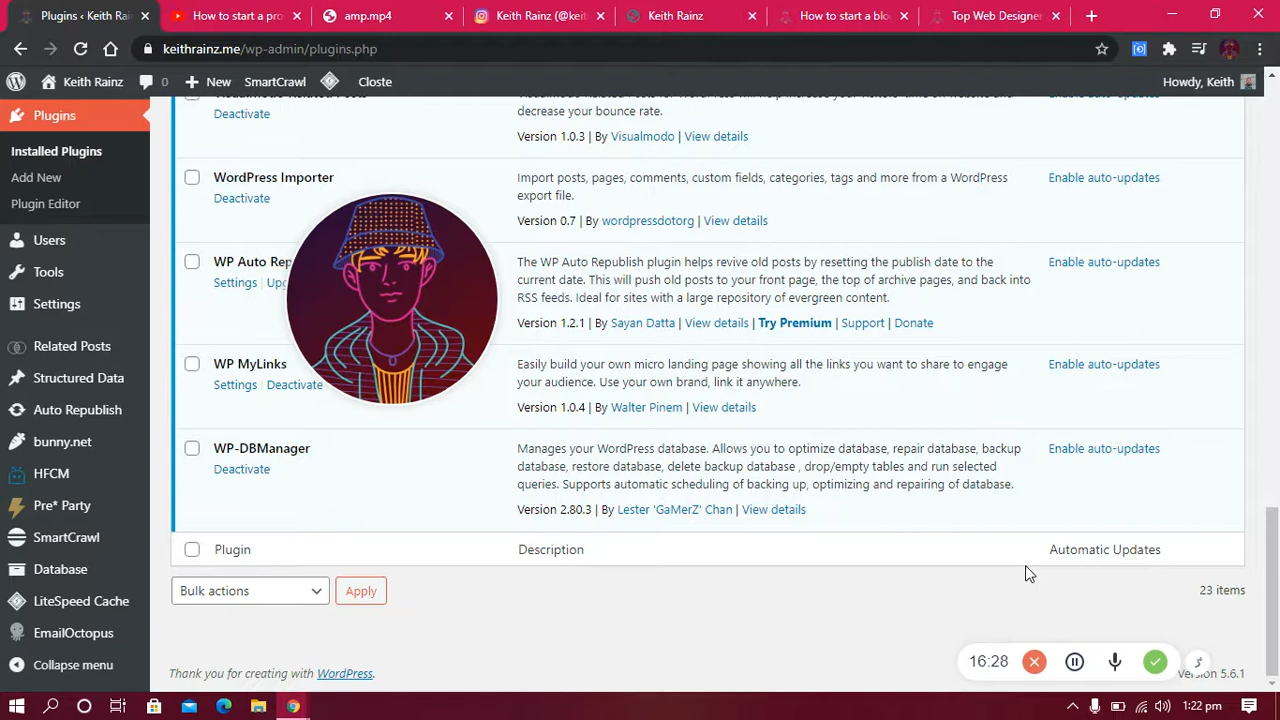 Plugins ‹ Keith Rain
How to start a pro
amp.mp4
Keith Rainz (@keit
Keith Rainz
How to start a blo
Top Web Designer
keithrainz.me/wp-admin/plugins.php
Keith Rainz
0
New
SmartCrawl
Closte
Howdy, Keith
Plugins
Installed Plugins
Add New
Plugin Editor
Users
Tools
Settings
Related Posts
Structured Data
Auto Republish
bunny.net
HFCM
Pre* Party
SmartCrawl
Database
LiteSpeed Cache
EmailOctopus
Collapse menu
Deactivate
decrease your bounce rate.
Version 1.0.3 | By Visualmodo | View details
WordPress Importer
Deactivate
Import posts, pages, comments, custom fields, categories, tags and more from a WordPress
export file.
Version 0.7 | By wordpressdotorg | View details
Enable auto-updates
WP Auto Rep
Settings | Upg
The WP Auto Republish plugin helps revive old posts by resetting the publish date to the
current date. This will push old posts to your front page, the top of archive pages, and back into
RSS feeds. Ideal for sites with a large repository of evergreen content.
Version 1.2.1 | By Sayan Datta | View details | Try Premium | Support | Donate
Enable auto-updates
WP MyLinks
Settings | Deactivate
Easily build your own micro landing page showing all the links you want to share to engage
your audience. Use your own brand, link it anywhere.
Version 1.0.4 | By Walter Pinem | View details
Enable auto-updates
WP-DBManager
Deactivate
Manages your WordPress database. Allows you to optimize database, repair database, backup
database, restore database, delete backup database , drop/empty tables and run selected
queries. Supports automatic scheduling of backing up, optimizing and repairing of database.
Version 2.80.3 | By Lester 'GaMerZ' Chan | View details
Enable auto-updates
Plugin
Description
Automatic Updates
Bulk actions
Apply
23 items
Thank you for creating with WordPress.
16:28
Version 5.6.1
1:22 pm